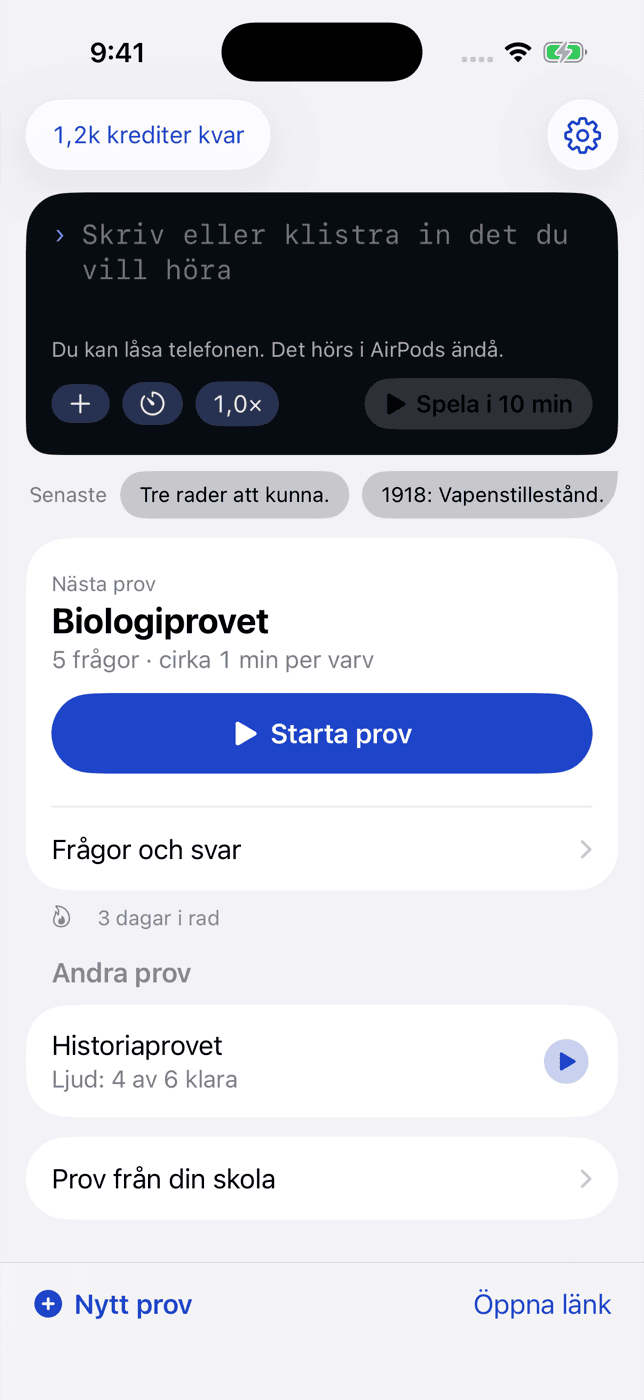 9:41
1,2k krediter kvar
› Skriv eller klistra in det du
vill höra
Du kan låsa telefonen. Det hörs i AirPods ändå.
1,0×
Spela i 10 min
Senaste
Tre rader att kunna.
1918: Vapenstillestånd.
Nästa prov
Biologiprovet
5 frågor · cirka 1 min per varv
Starta prov
Frågor och svar
3 dagar i rad
Andra prov
Historiaprovet
Ljud: 4 av 6 klara
Prov från din skola
Nytt prov
Öppna länk